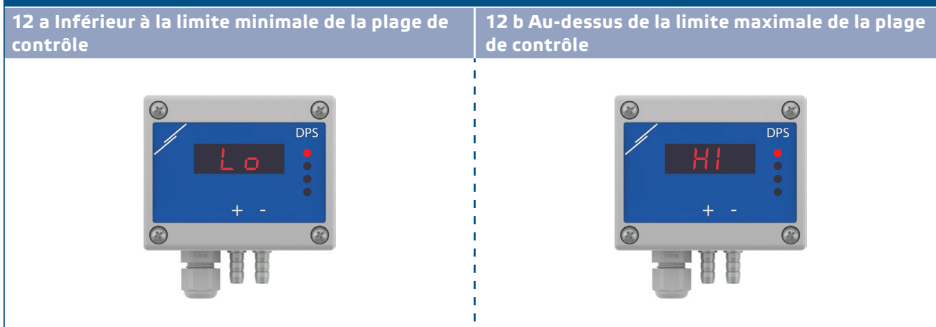 12 a Inférieur à la limite minimale de la plage de
contrôle
12 b Au-dessus de la limite maximale de la plage
de contrôle
DPS
Lo
+ -
DPS
HI
+ -